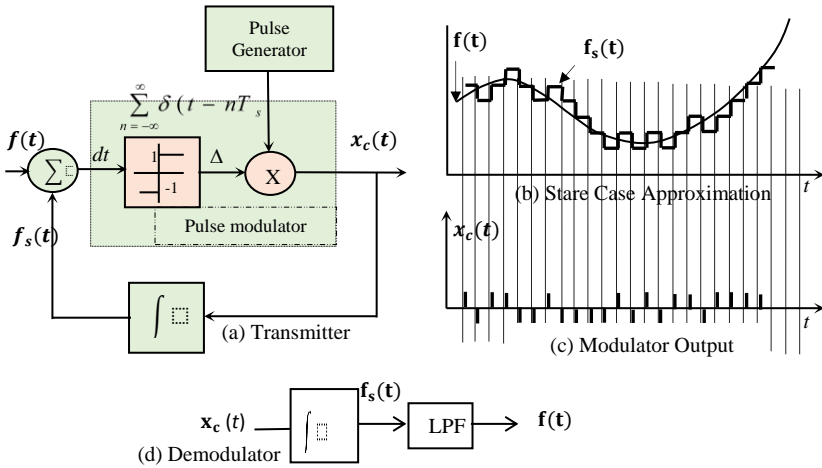 Pulse
Generator
∞
∑ δ ( t − nT s
n = −∞
f(t)
∑
dt
1
-1
Δ
X
x_c(t)
Pulse modulator
f_s(t)
∫
(a) Transmitter
f(t)
f_s(t)
(b) Stare Case Approximation
t
x_c(t)
t
(c) Modulator Output
x_c (t)
∫
f_s(t)
LPF
f(t)
(d) Demodulator